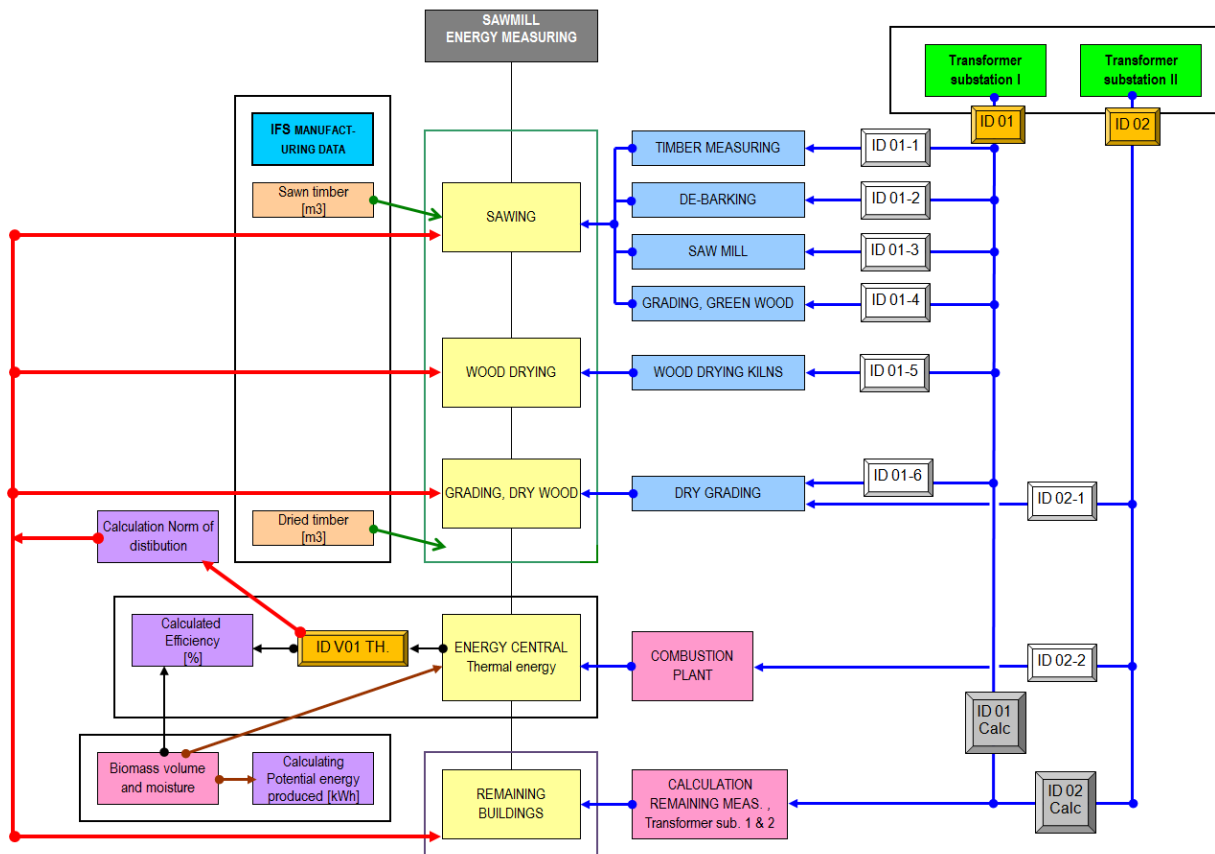 SAWMILL
ENERGY MEASURING
Transformer
substation I
Transformer
substation II
ID 01
ID 02
IFS MANUFACT-
URING DATA
TIMBER MEASURING
ID 01-1
Sawn timber
[m3]
SAWING
DE-BARKING
ID 01-2
SAW MILL
ID 01-3
GRADING, GREEN WOOD
ID 01-4
WOOD DRYING
WOOD DRYING KILNS
ID 01-5
GRADING, DRY WOOD
DRY GRADING
ID 01-6
ID 02-1
Calculation Norm of
distibution
Dried timber
[m3]
Calculated
Efficiency
[%]
ID V01 TH.
ENERGY CENTRAL
Thermal energy
COMBUSTION
PLANT
ID 02-2
ID 01
Calc
Biomass volume
and moisture
Calculating
Potential energy
produced [kWh]
REMAINING
BUILDINGS
CALCULATION
REMAINING MEAS. ,
Transformer sub. 1 & 2
ID 02
Calc